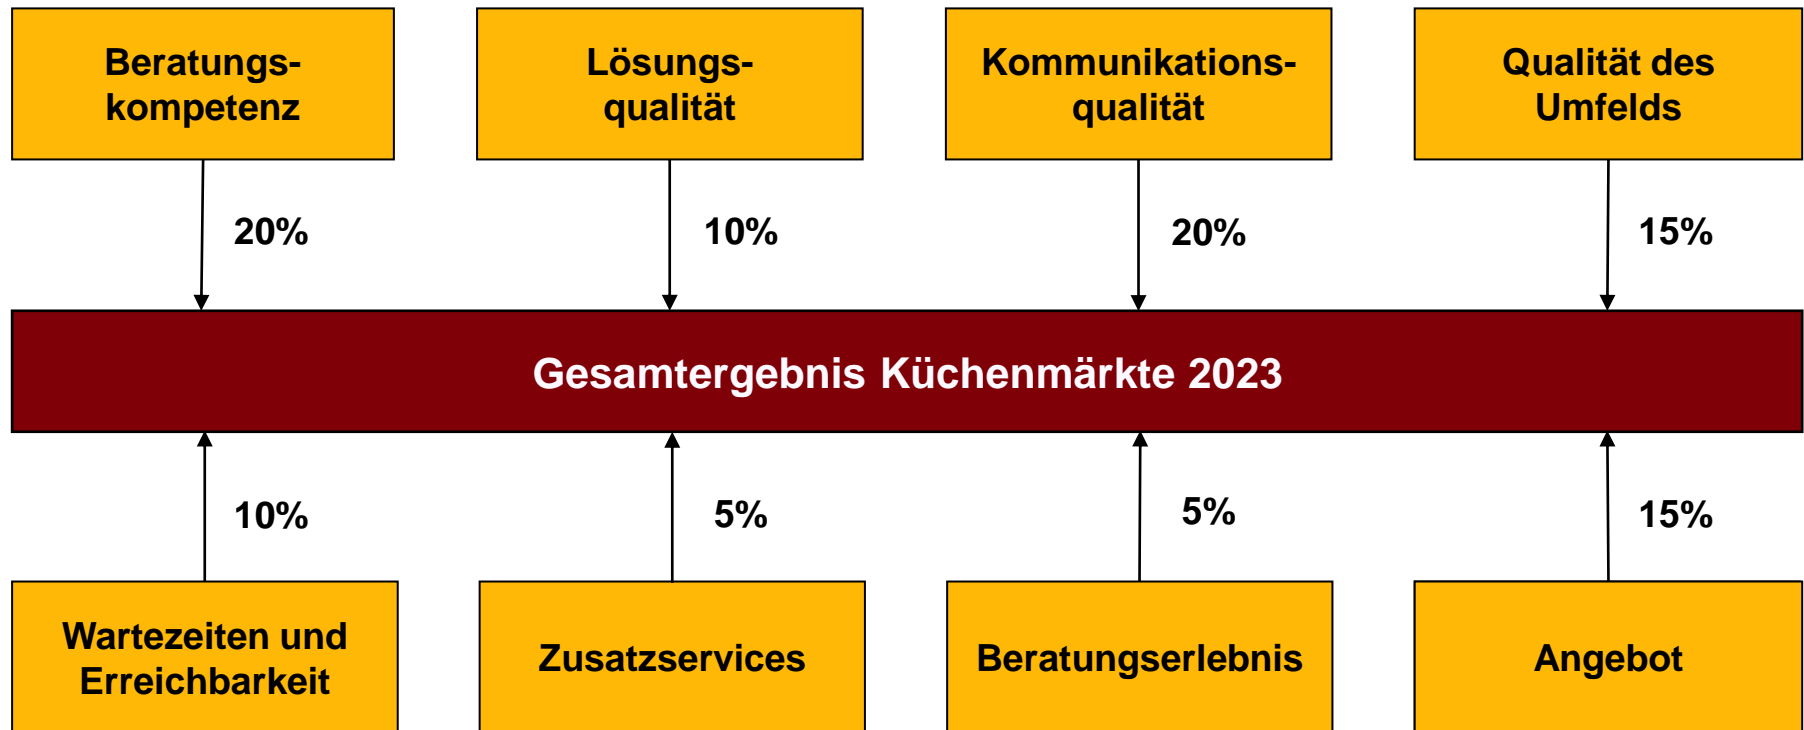 Beratungs-
kompetenz
Lösungs-
qualität
Kommunikations-
qualität
Qualität des
Umfelds
20%
10%
20%
15%
Gesamtergebnis Küchenmärkte 2023
10%
5%
5%
15%
Wartezeiten und
Erreichbarkeit
Zusatzservices
Beratungserlebnis
Angebot